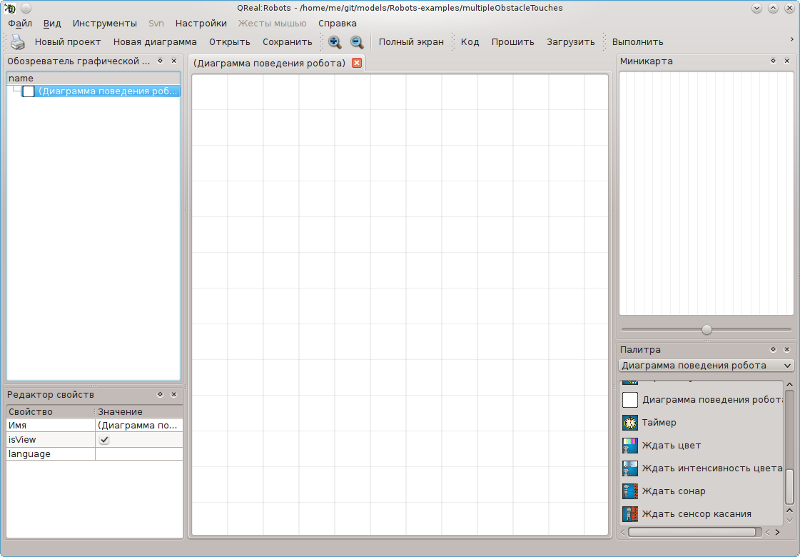 QReal:Robots - /home/me/git/models/Robots-examples/multipleObstacleTouches
Файл Вид Инструменты Svn Настройки Жесты мышью Справка
Новый проект Новая диаграмма Открыть Сохранить Полный экран Код Прошить Загрузить Выполнить
Обозреватель графической ...
name
(Диаграмма поведения роб...
Редактор свойств
Свойство Значение
Имя (Диаграмма по...
isView
language
(Диаграмма поведения робота)
Миникарта
Палитра
Диаграмма поведения робота
Диаграмма поведения робота
Таймер
Ждать цвет
Ждать интенсивность цвета
Ждать сонар
Ждать сенсор касания